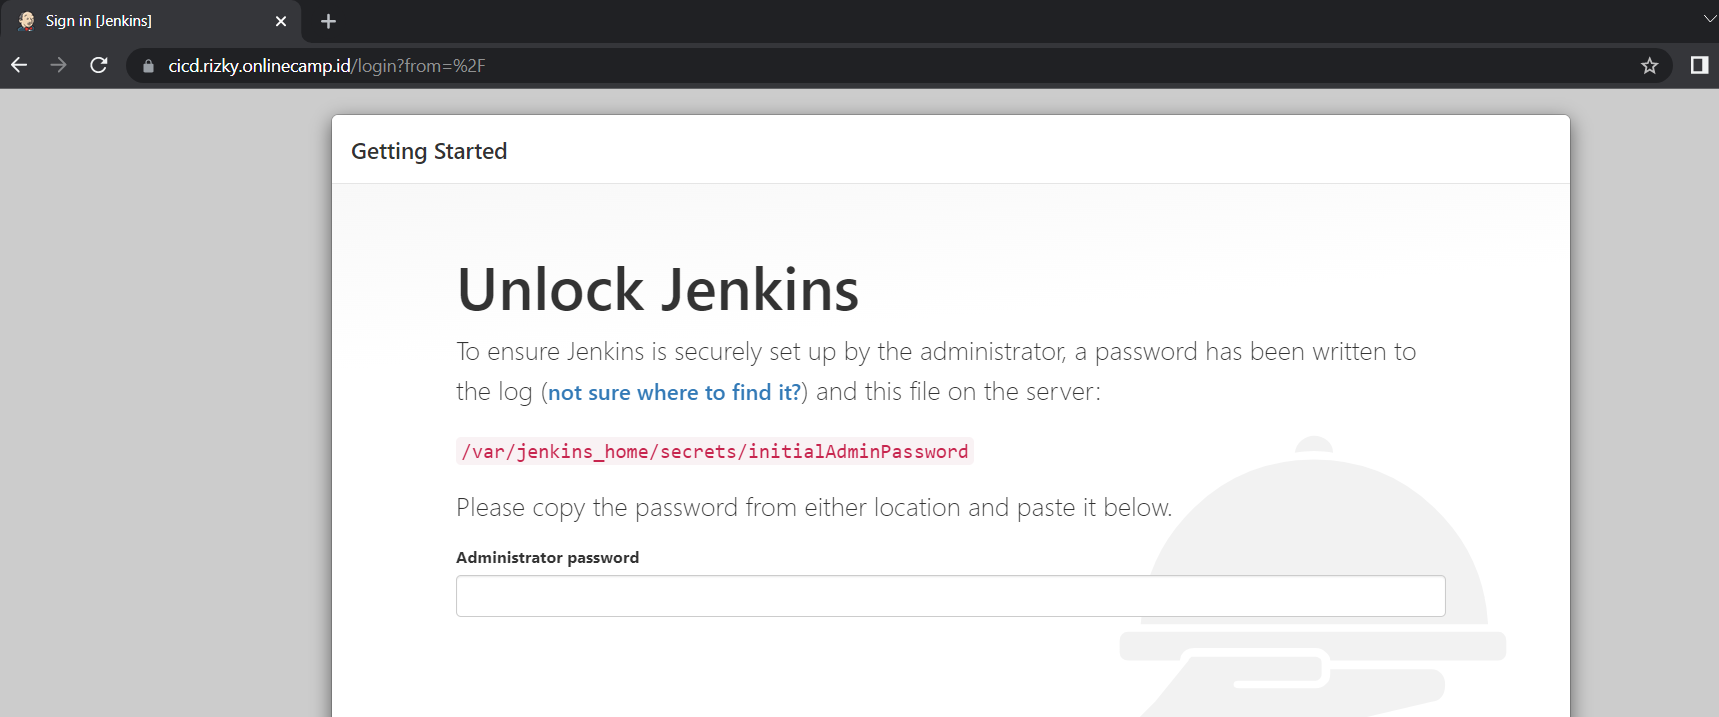 Sign in [Jenkins]
cicd.rizky.onlinecamp.id/login?from=%2F
Getting Started
Unlock Jenkins
To ensure Jenkins is securely set up by the administrator, a password has been written to
the log (not sure where to find it?) and this file on the server:
/var/jenkins_home/secrets/initialAdminPassword
Please copy the password from either location and paste it below.
Administrator password